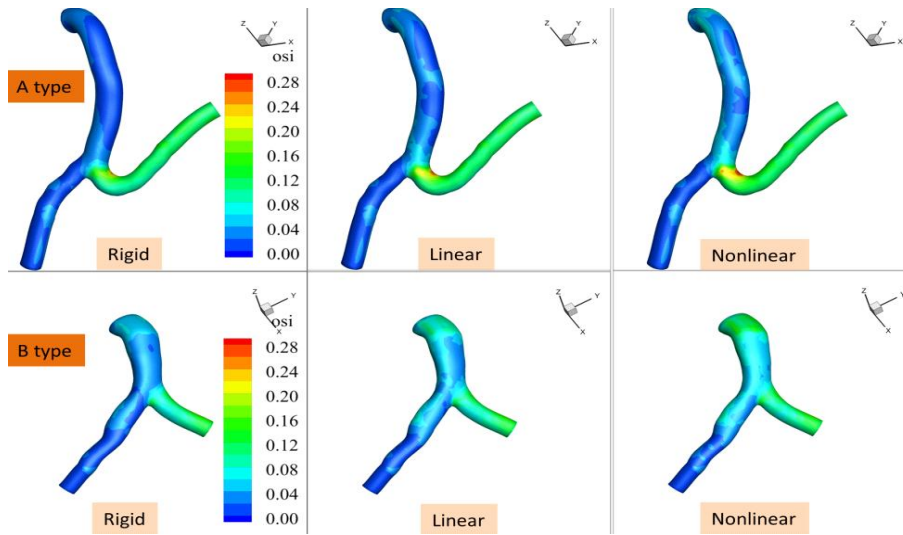 Z
Y
X
Z
Y
X
Z
Y
X
osi
A type
0.28
0.24
0.20
0.16
0.12
0.08
0.04
0.00
Rigid
Linear
Nonlinear
Z
Y
X
Z
Y
X
Z
Y
X
osi
B type
0.28
0.24
0.20
0.16
0.12
0.08
0.04
0.00
Rigid
Linear
Nonlinear